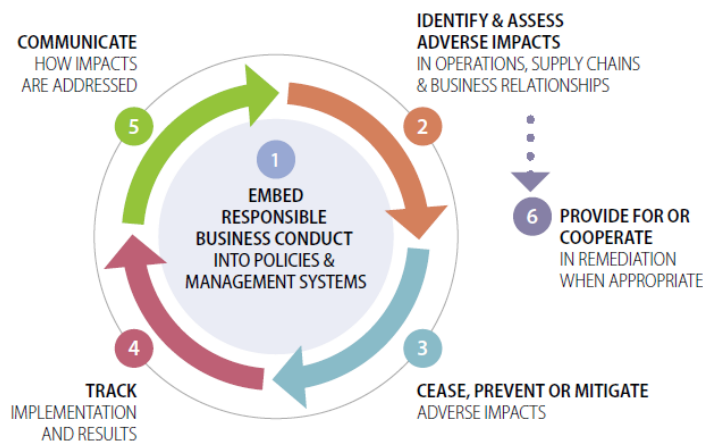 1
EMBED
RESPONSIBLE
BUSINESS CONDUCT
INTO POLICIES &
MANAGEMENT SYSTEMS
2
IDENTIFY & ASSESS
ADVERSE IMPACTS
IN OPERATIONS, SUPPLY CHAINS
& BUSINESS RELATIONSHIPS
3
CEASE, PREVENT OR MITIGATE
ADVERSE IMPACTS
4
TRACK
IMPLEMENTATION
AND RESULTS
5
COMMUNICATE
HOW IMPACTS
ARE ADDRESSED
6
PROVIDE FOR OR
COOPERATE
IN REMEDIATION
WHEN APPROPRIATE